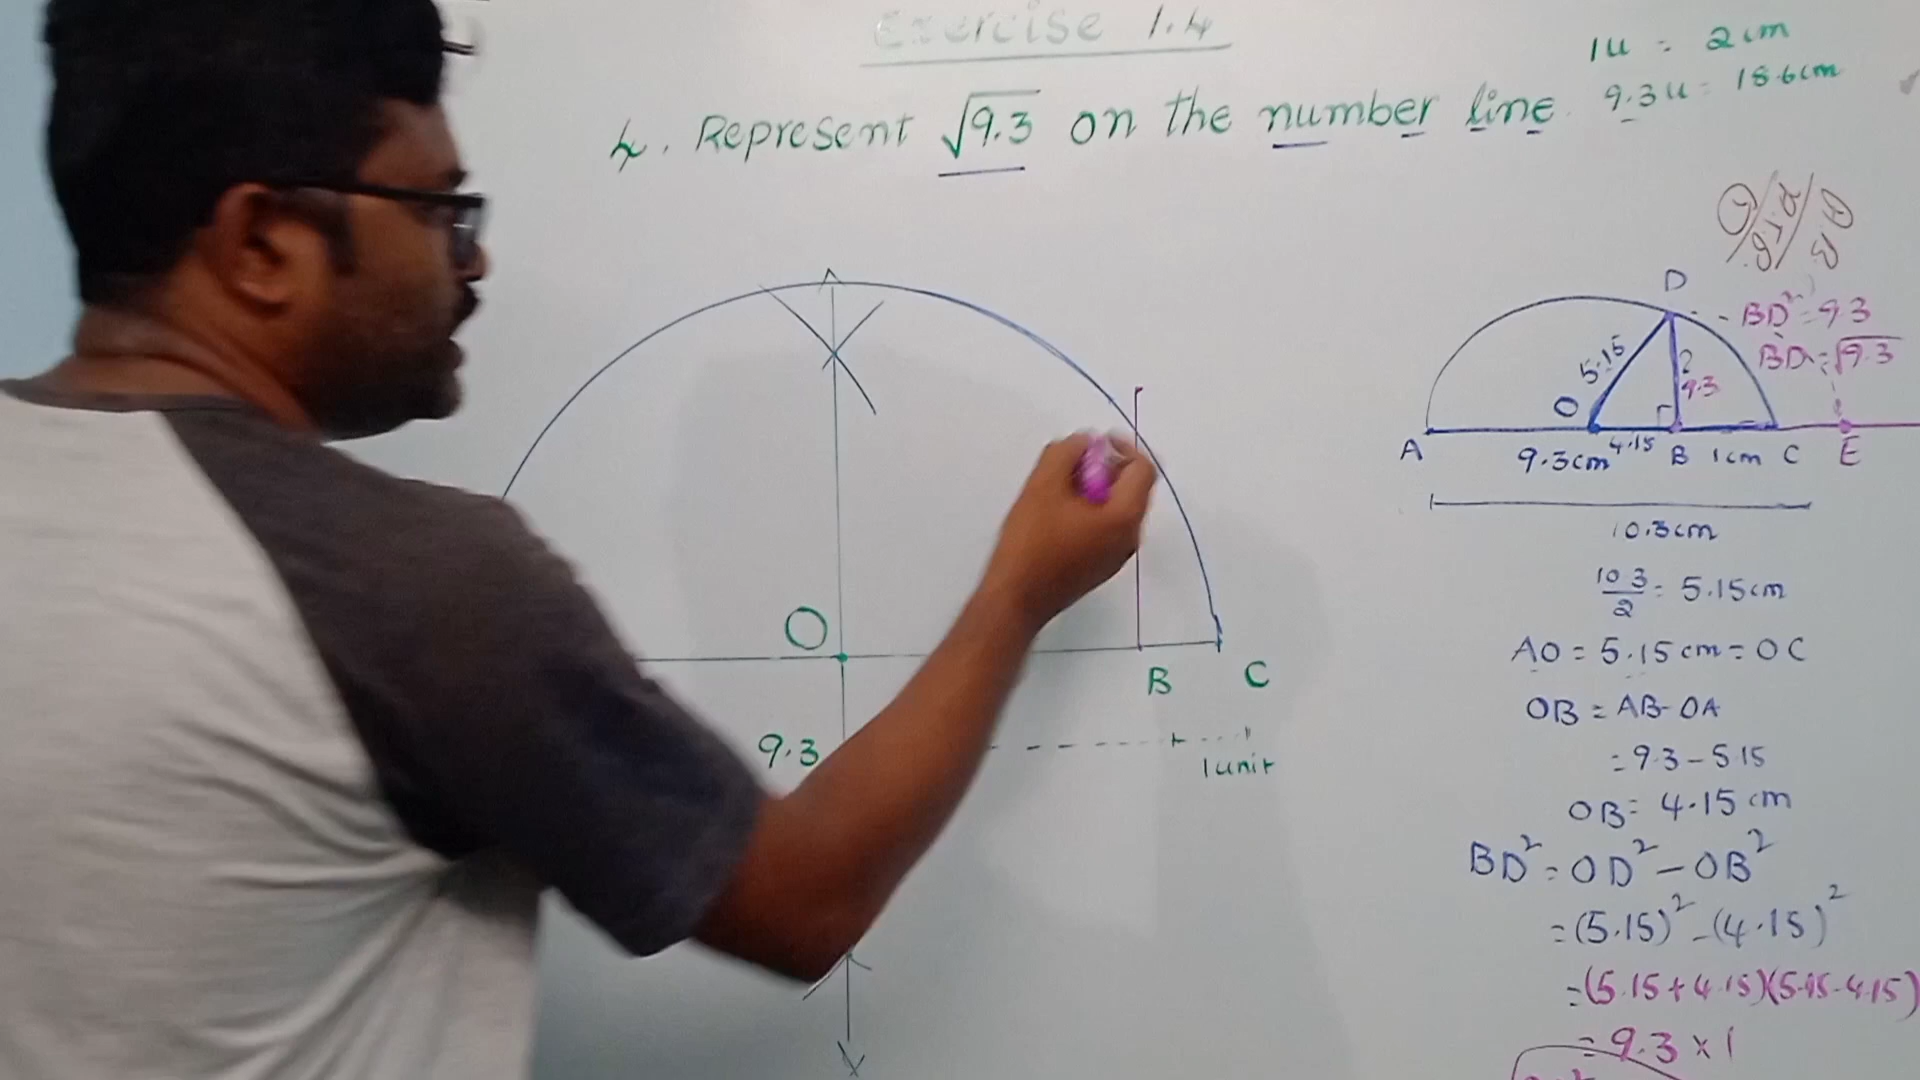 Exercise 1.4
1u = 2cm
9.3u = 18.6cm
4. Represent √9.3 on the number line.
D
BD² = 9.3
BD = √9.3
5.15
?
9.3
O
A
9.3cm
4.15
B
1cm
C
E
10.3cm
10.3/2 = 5.15cm
AO = 5.15cm = OC
OB = AB-OA
= 9.3-5.15
OB = 4.15 cm
BD² = OD² - OB²
= (5.15)² - (4.15)²
= (5.15+4.15)(5.15-4.15)
= 9.3 × 1
O
B
C
9.3
1unit